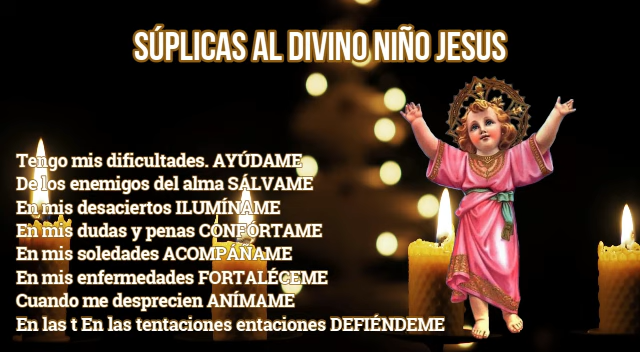 SÚPLICAS AL DIVINO NIÑO JESUS
Tengo mis dificultades. AYÚDAME
De los enemigos del alma SÁLVAME
En mis desaciertos ILUMÍNAME
En mis dudas y penas CONFÓRTAME
En mis soledades ACOMPÁÑAME
En mis enfermedades FORTALÉCEME
Cuando me desprecien ANÍMAME
En las t En las tentaciones entaciones DEFIÉNDEME